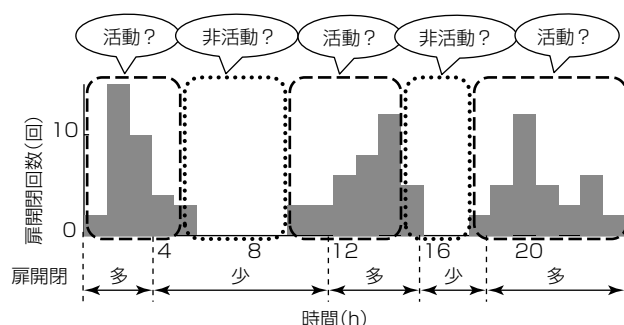 活動？ 非活動？ 活動？ 非活動？ 活動？
扉開閉回数(回)
10
0
4 8 12 16 20
扉開閉 多 少 多 少 多
時間(h)